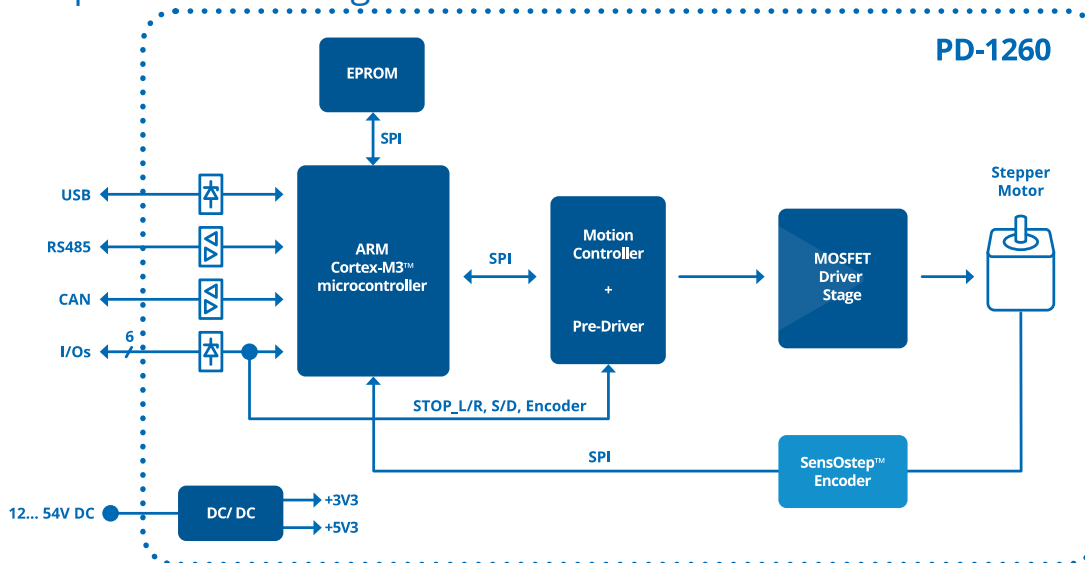 PD-1260
EPROM
SPI
USB
RS485
CAN
6
I/Os
ARM
Cortex-M3™
microcontroller
SPI
Motion
Controller
+
Pre-Driver
MOSFET
Driver
Stage
Stepper
Motor
STOP_L/R, S/D, Encoder
SPI
SensOstep™
Encoder
12... 54V DC
DC/ DC
+3V3
+5V3